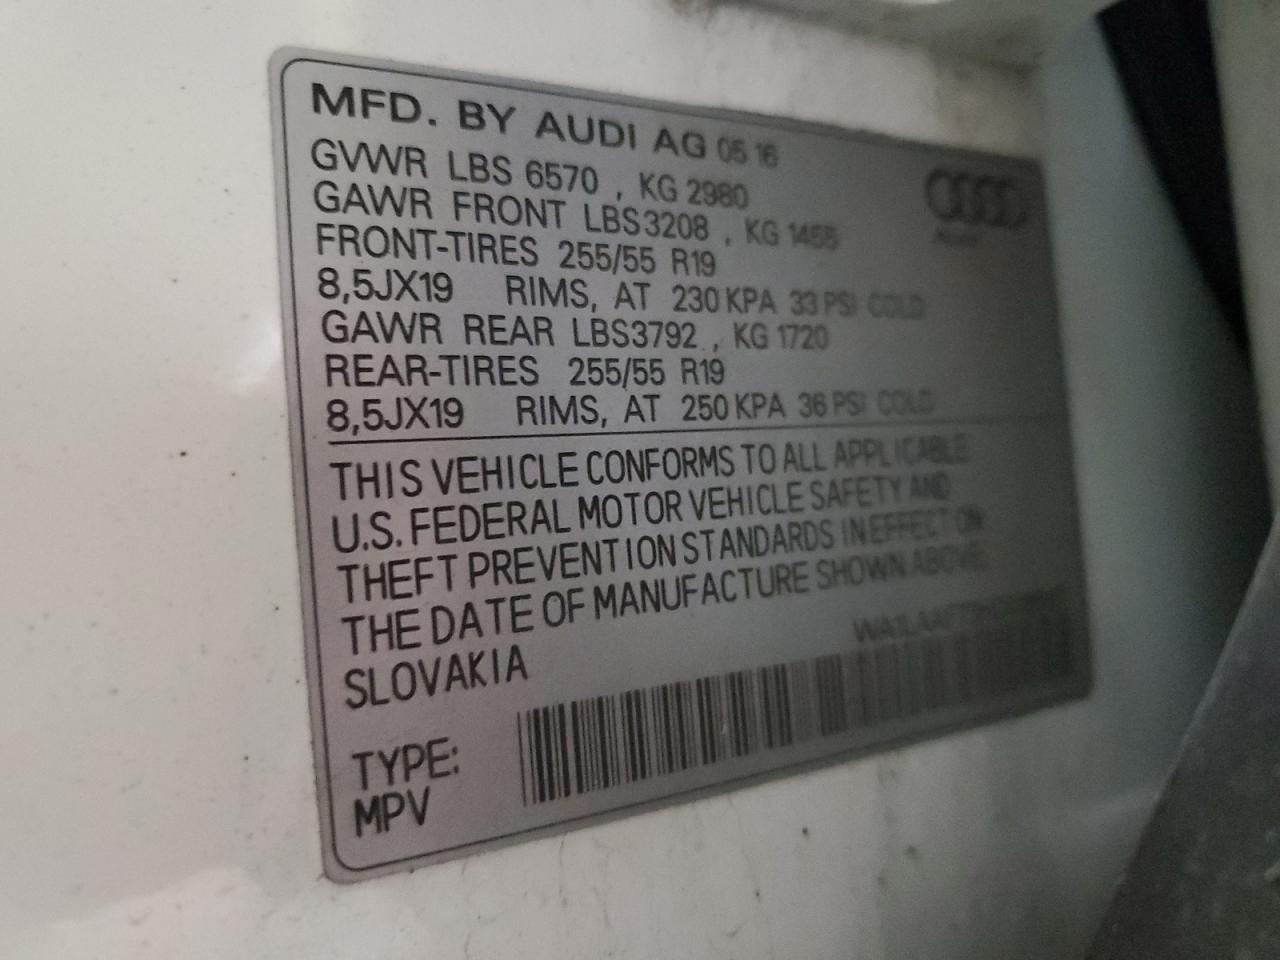 MFD. BY AUDI AG 05 16
GVWR LBS 6570 , KG 2980
GAWR FRONT LBS3208 , KG 1455
FRONT-TIRES 255/55 R19
8,5JX19 RIMS, AT 230 KPA 33 PSI COLD
GAWR REAR LBS3792 , KG 1720
REAR-TIRES 255/55 R19
8,5JX19 RIMS, AT 250 KPA 36 PSI COLD
THIS VEHICLE CONFORMS TO ALL APPLICABLE
U.S. FEDERAL MOTOR VEHICLE SAFETY AND
THEFT PREVENTION STANDARDS IN EFFECT ON
THE DATE OF MANUFACTURE SHOWN ABOVE.
SLOVAKIA
TYPE:
MPV